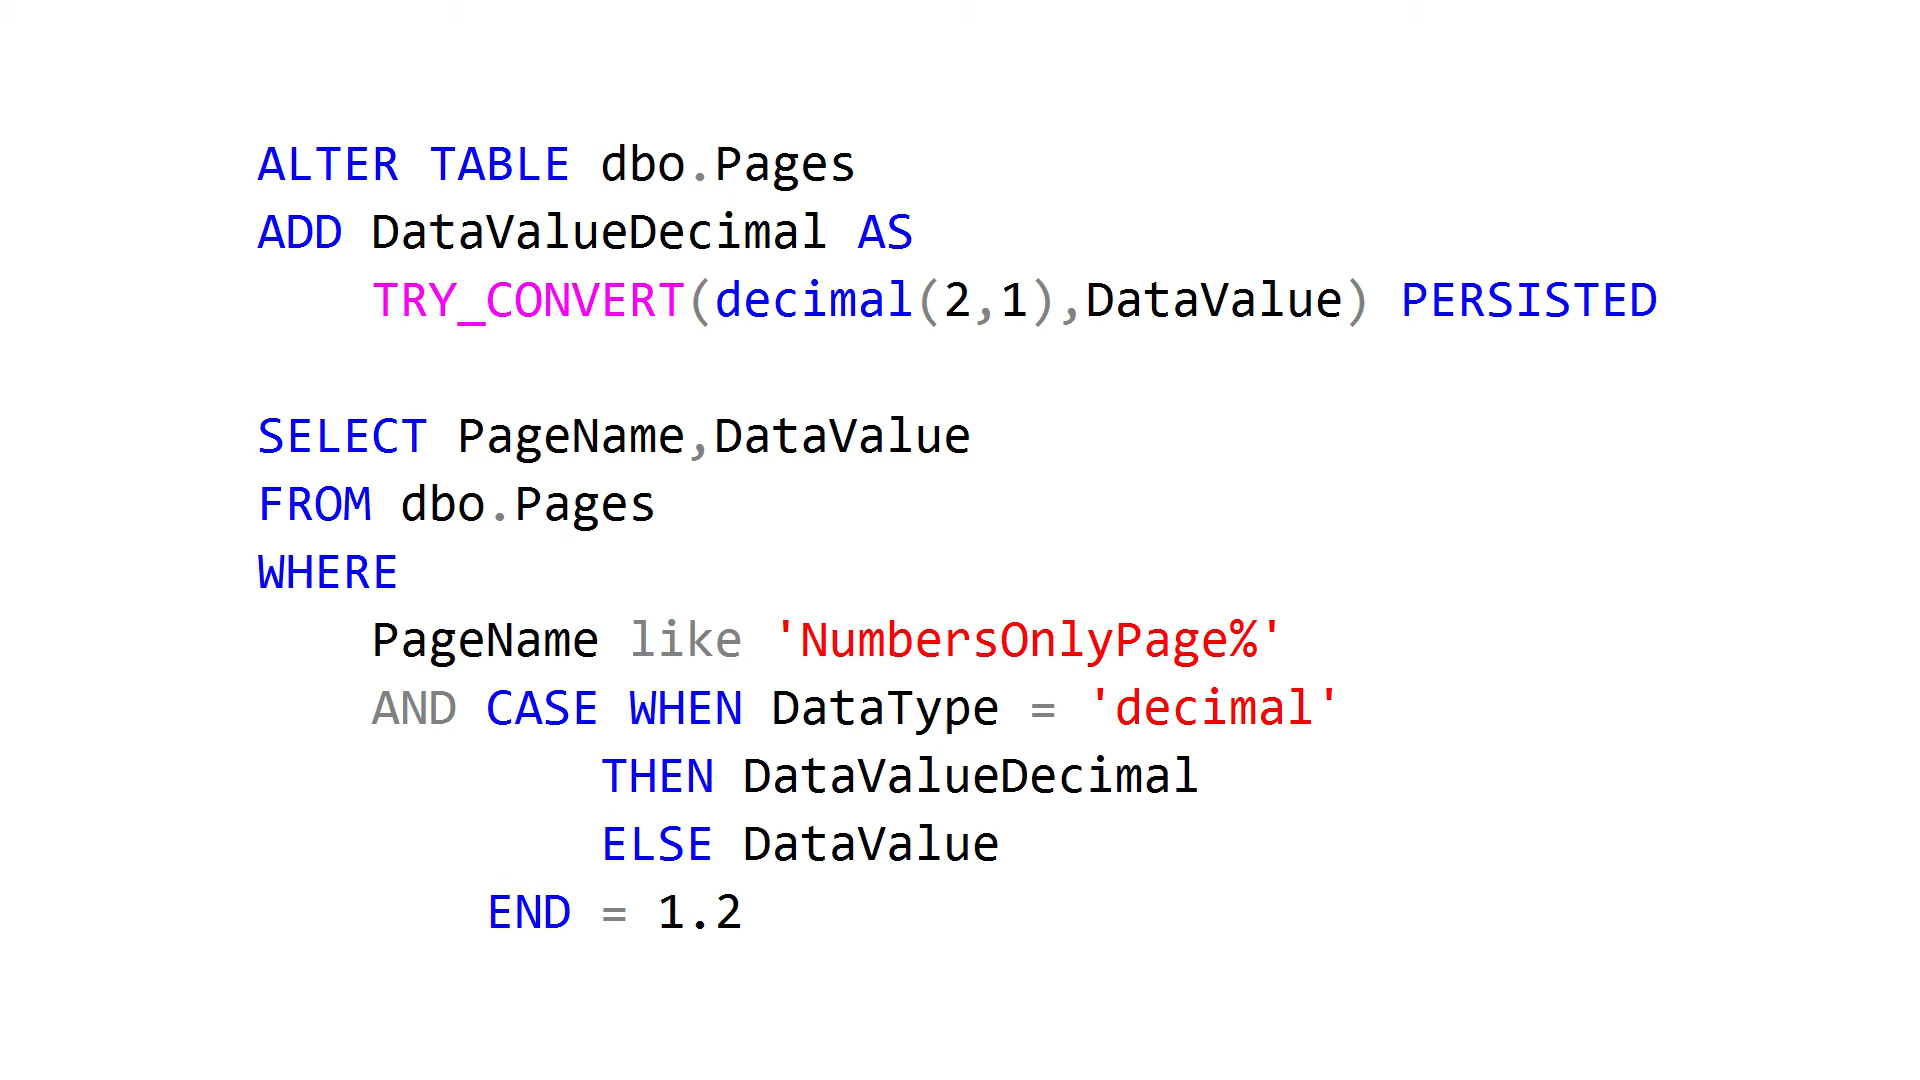 ALTER TABLE dbo.Pages
ADD DataValueDecimal AS
    TRY_CONVERT(decimal(2,1),DataValue) PERSISTED

SELECT PageName,DataValue
FROM dbo.Pages
WHERE
    PageName like 'NumbersOnlyPage%'
    AND CASE WHEN DataType = 'decimal'
            THEN DataValueDecimal
            ELSE DataValue
        END = 1.2